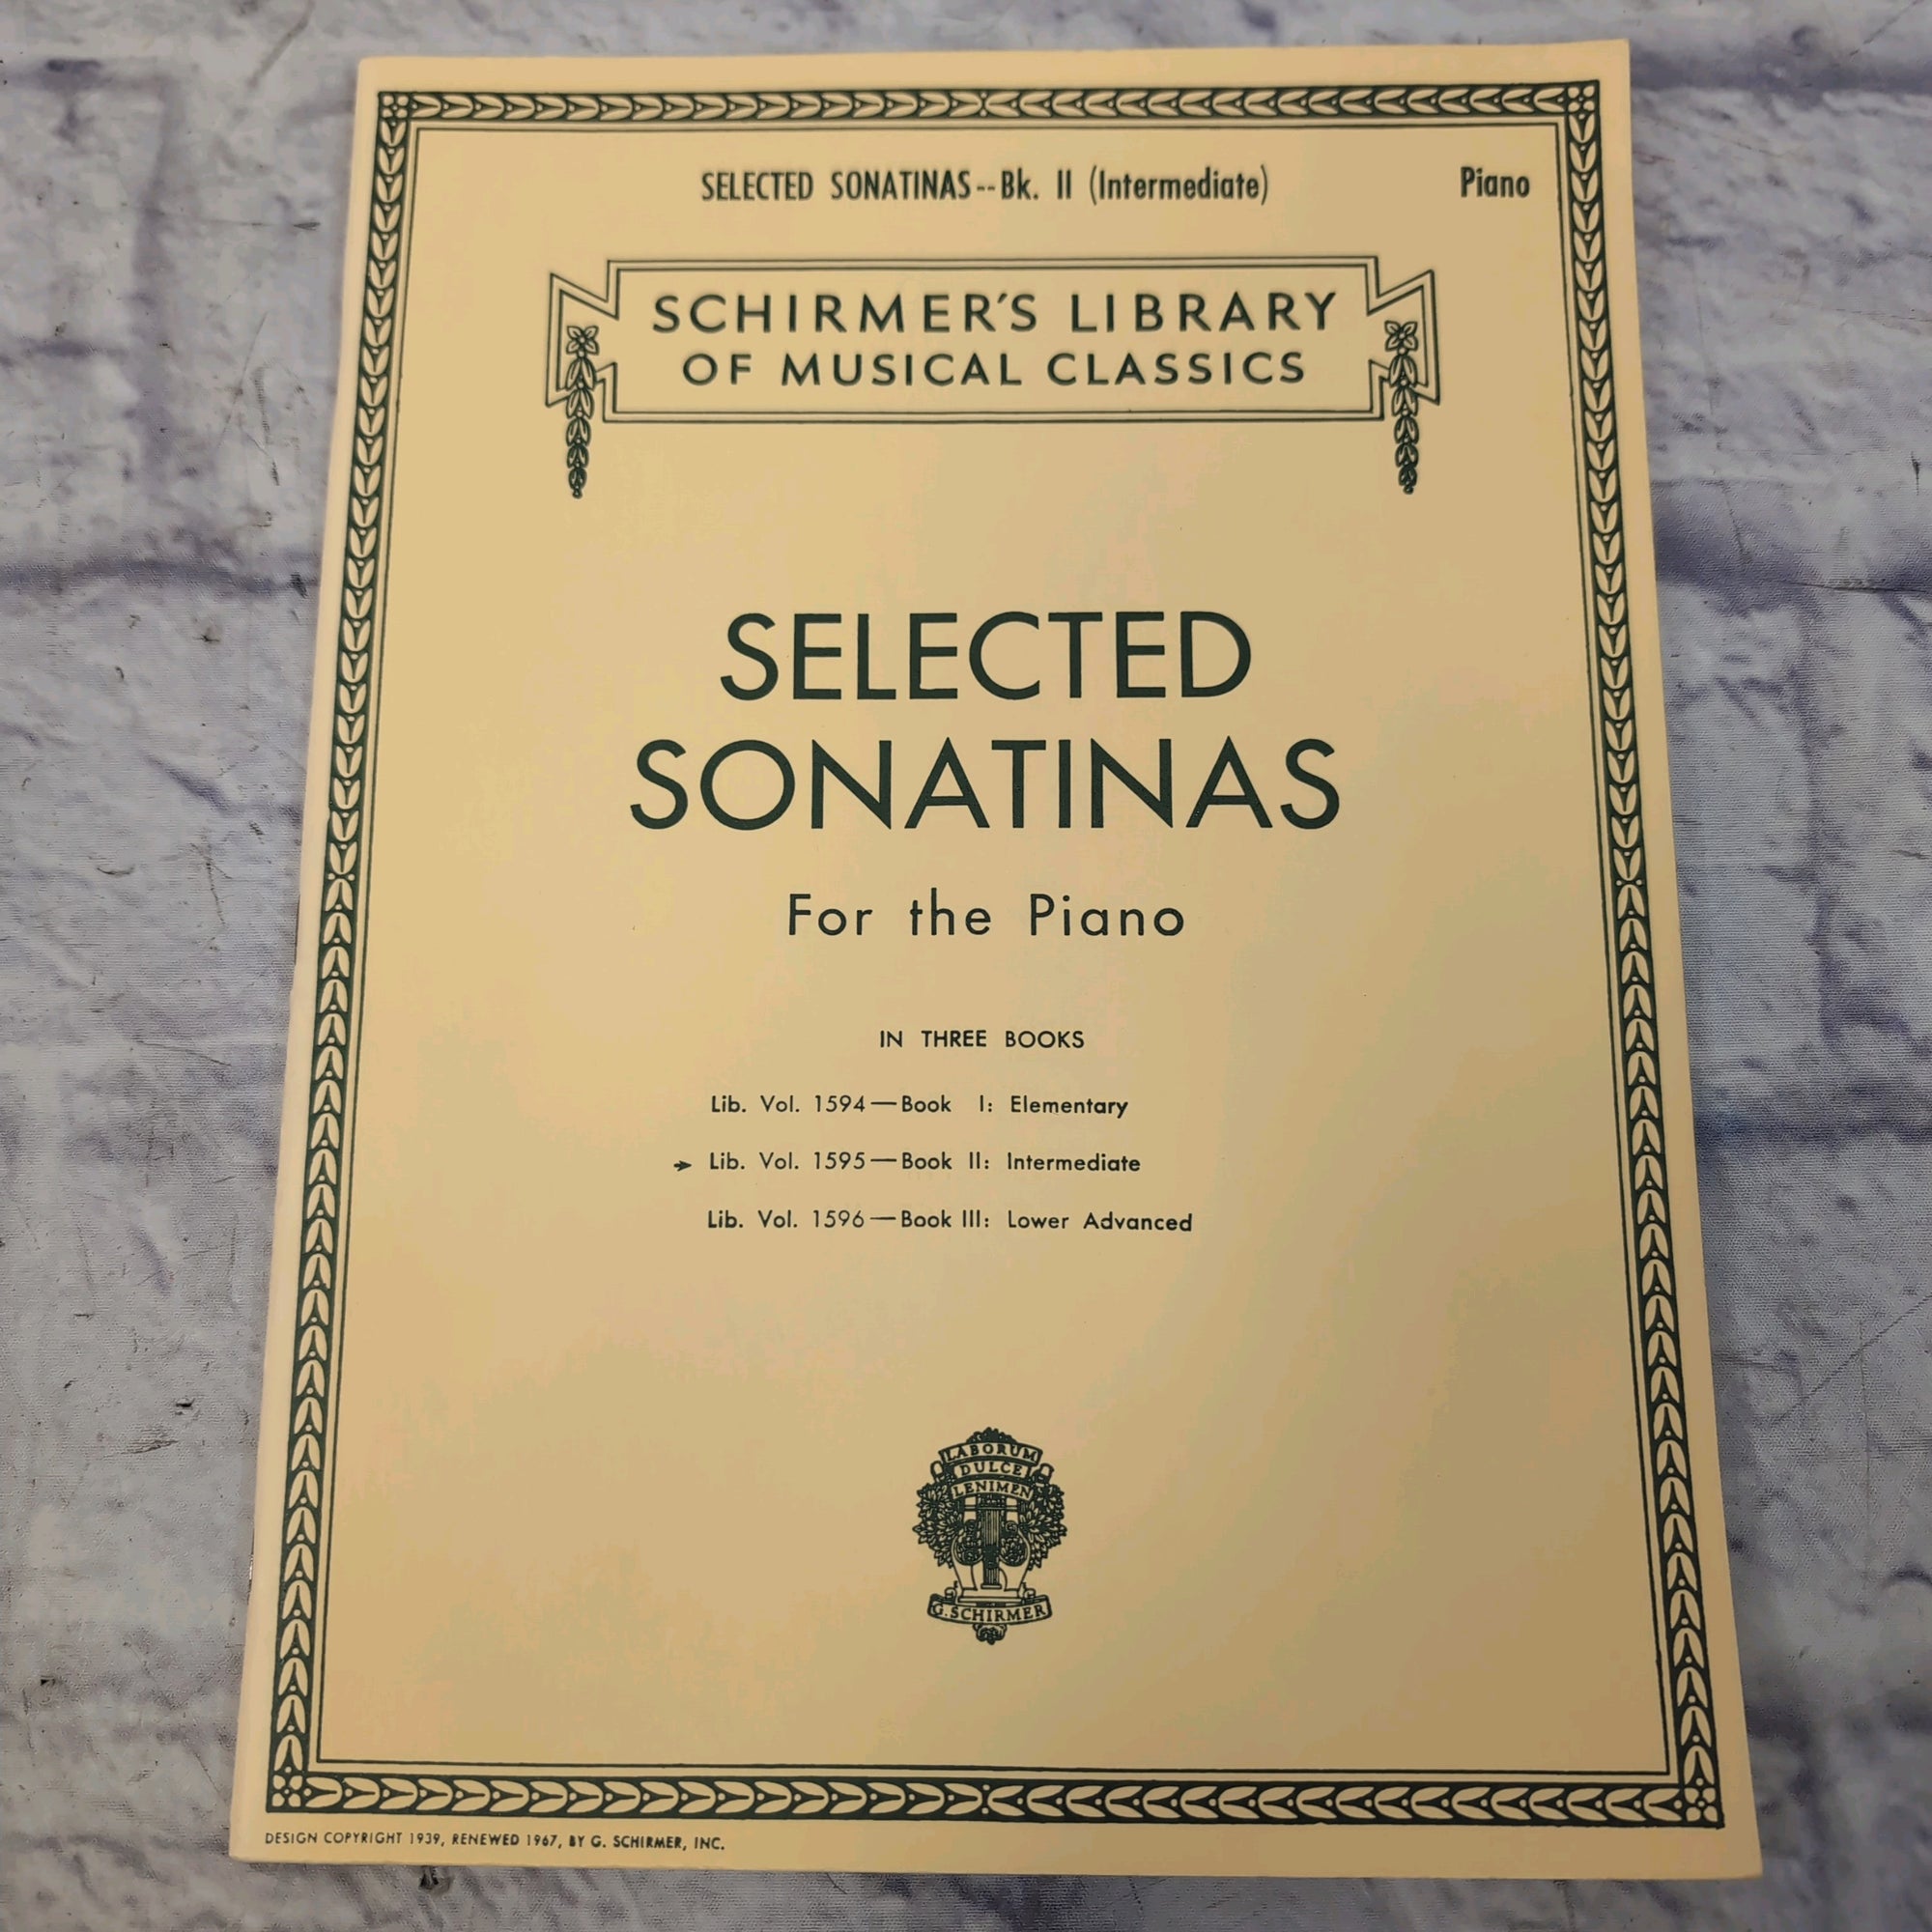 SELECTED SONATINAS--Bk. II (Intermediate) Piano
SCHIRMER'S LIBRARY
OF MUSICAL CLASSICS
SELECTED
SONATINAS
For the Piano
IN THREE BOOKS
Lib. Vol. 1594—Book I: Elementary
➛ Lib. Vol. 1595—Book II: Intermediate
Lib. Vol. 1596—Book III: Lower Advanced
LABORUM
DULCE
LENIMEN
G. SCHIRMER
DESIGN COPYRIGHT 1939, RENEWED 1967, BY G. SCHIRMER, INC.